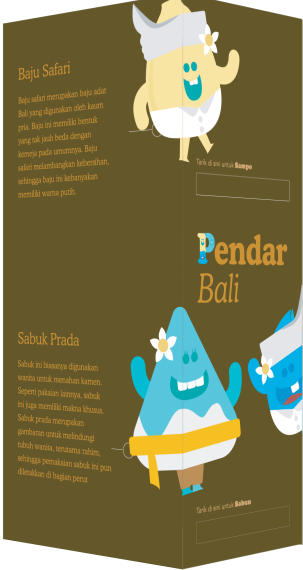 Baju Safari
Baju safari merupakan baju adat
Bali yang digunakan oleh kaum
pria. Baju ini memiliki bentuk
yang tak jauh beda dengan
kemeja pada umumnya. Baju
safari melambangkan kebersihan,
sehingga baju ini kebanyakan
memiliki warna putih.
Tarik di sini untuk Sampo
Pendar
Bali
Sabuk Prada
Sabuk ini biasanya digunakan
wanita untuk menahan kamen.
Seperti pakaian lainnya, sabuk
ini juga memiliki makna khusus.
Sabuk prada merupakan
gambaran untuk melindungi
tubuh wanita, terutama rahim,
sehingga pemakaian sabuk ini pun
diletakkan di bagian perut
Tarik di sini untuk Sabun